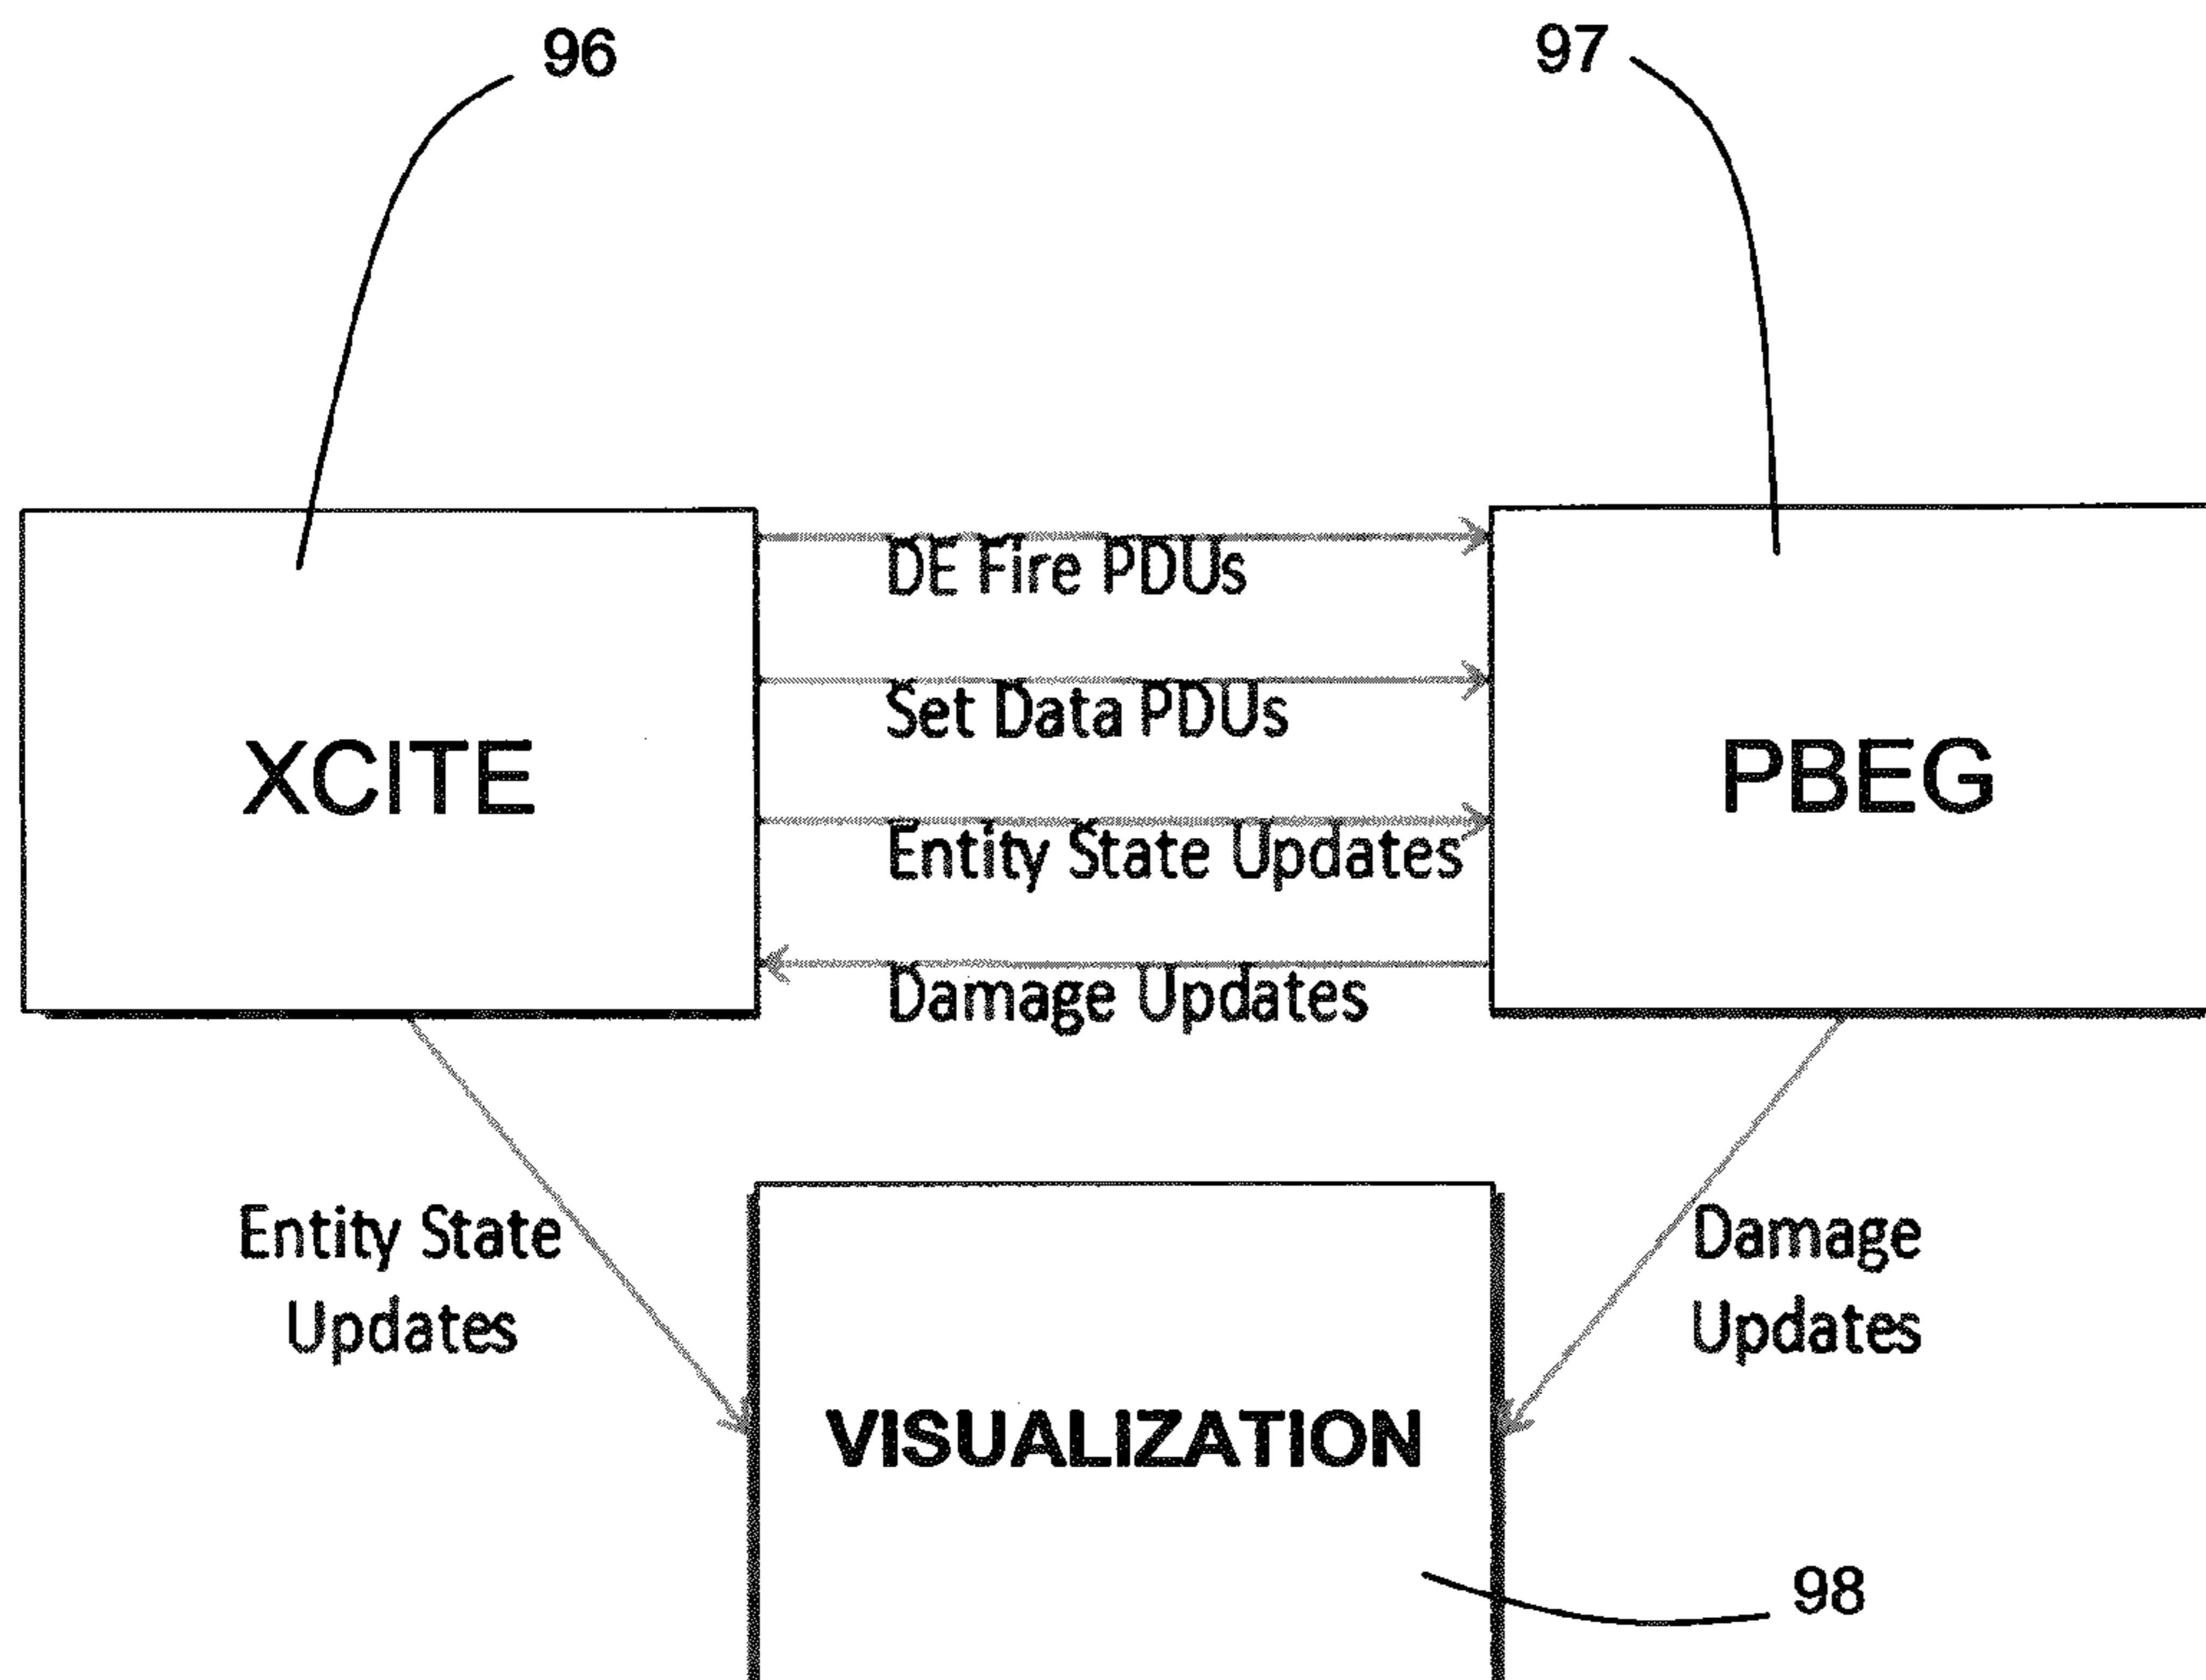 96
97
DE Fire PDUs
Set Data PDUs
XCITE
PBEG
Entity State Updates
Damage Updates
Entity State
Updates
Damage
Updates
VISUALIZATION
98